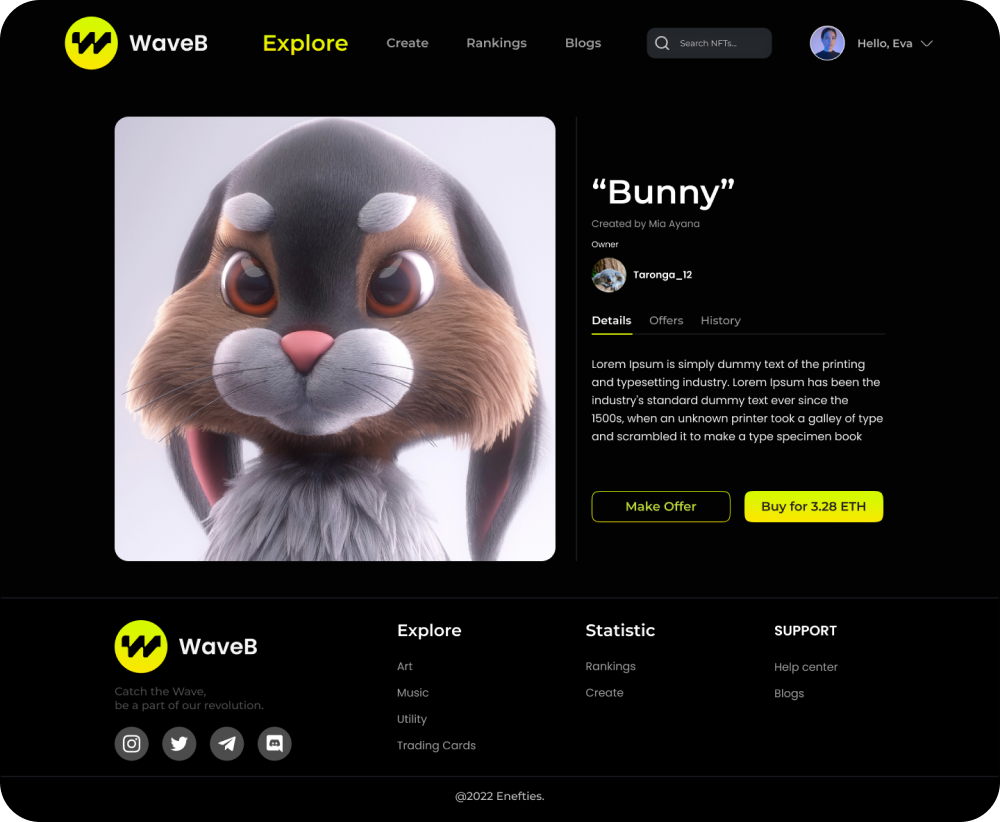 WaveB
Explore
Create
Rankings
Blogs
Search NFTs...
Hello, Eva
“Bunny”
Created by Mia Ayana
Owner
Taronga_12
Details
Offers
History
Lorem Ipsum is simply dummy text of the printing
and typesetting industry. Lorem Ipsum has been the
industry's standard dummy text ever since the
1500s, when an unknown printer took a galley of type
and scrambled it to make a type specimen book
Make Offer
Buy for 3.28 ETH
WaveB
Catch the Wave,
be a part of our revolution.
Explore
Art
Music
Utility
Trading Cards
Statistic
Rankings
Create
SUPPORT
Help center
Blogs
@2022 Enefties.